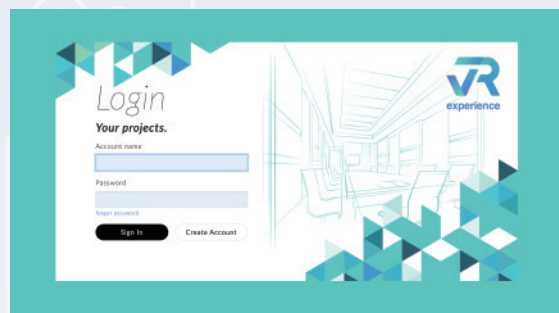 Login
Your projects.
Account name
Password
forgot password
Sign In
Create Account
VR
experience